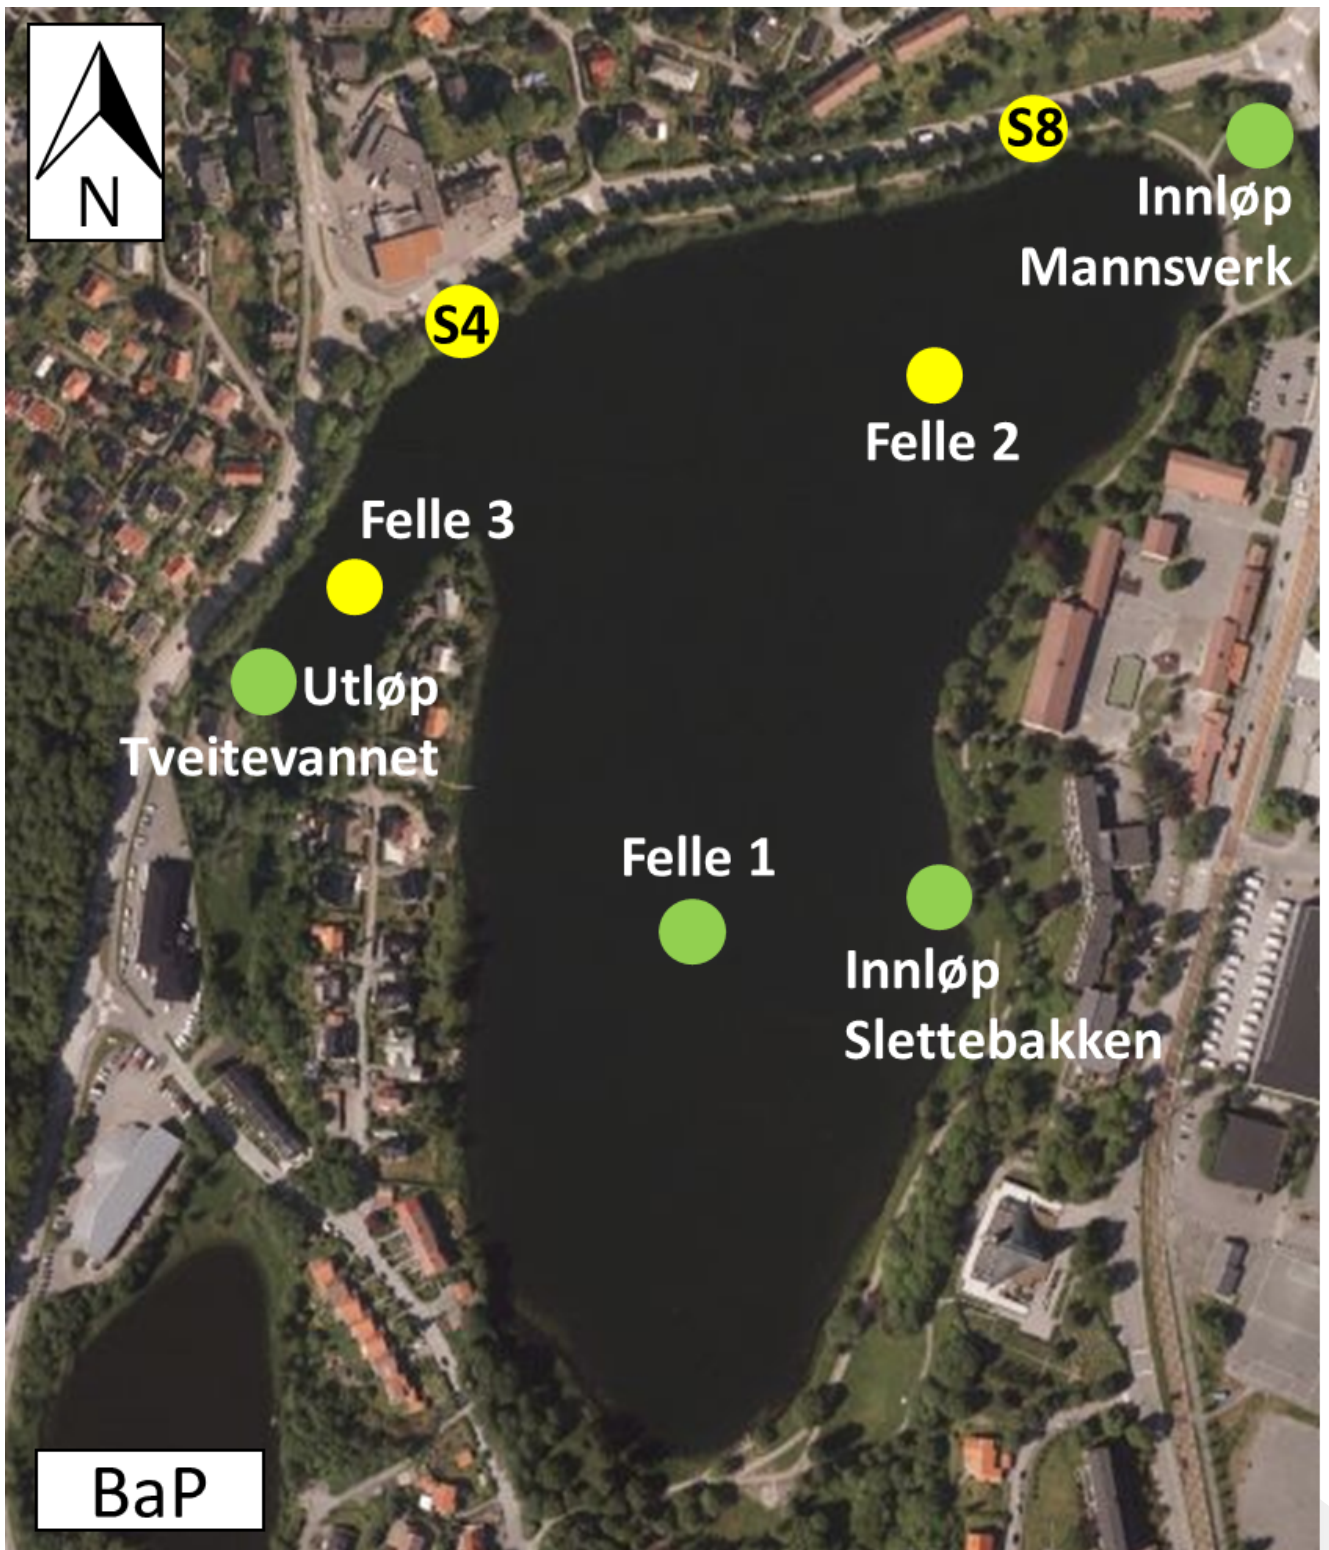 N
S8
Innløp
Mannsverk
S4
Felle 2
Felle 3
Utløp
Tveitevannet
Felle 1
Innløp
Slettebakken
BaP